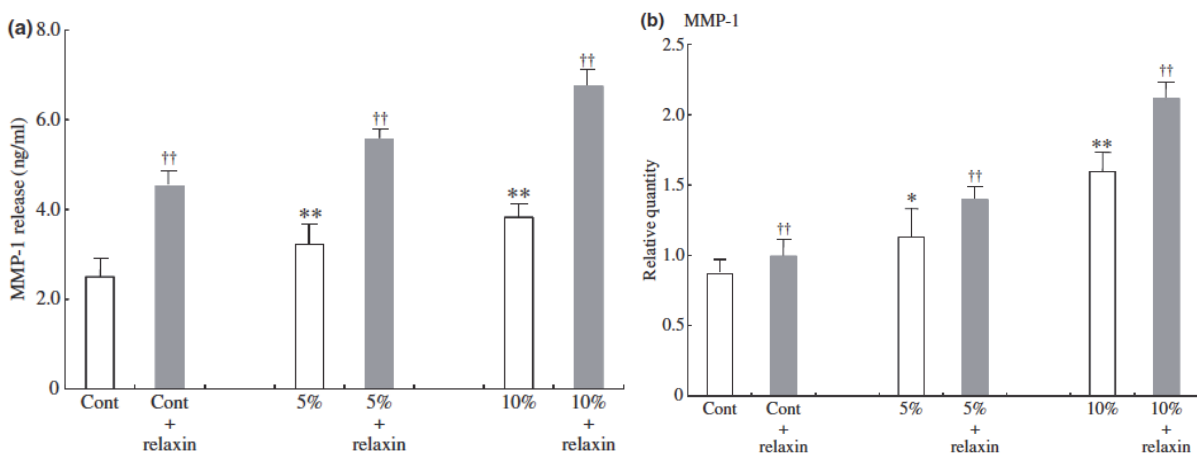 (a)
8.0
6.0
4.0
2.0
0
MMP-1 release (ng/ml)
††
**
††
**
††
Cont
Cont
+
relaxin
5%
5%
+
relaxin
10%
10%
+
relaxin
(b) MMP-1
2.5
2.0
1.5
1.0
0.5
0
Relative quantity
††
*
††
**
††
Cont
Cont
+
relaxin
5%
5%
+
relaxin
10%
10%
+
relaxin